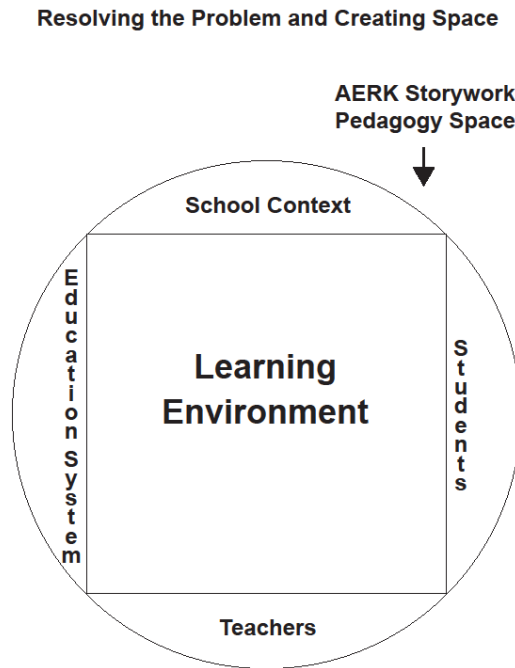 Resolving the Problem and Creating Space
AERK Storywork
Pedagogy Space
School Context
Education System
Learning
Environment
Students
Teachers